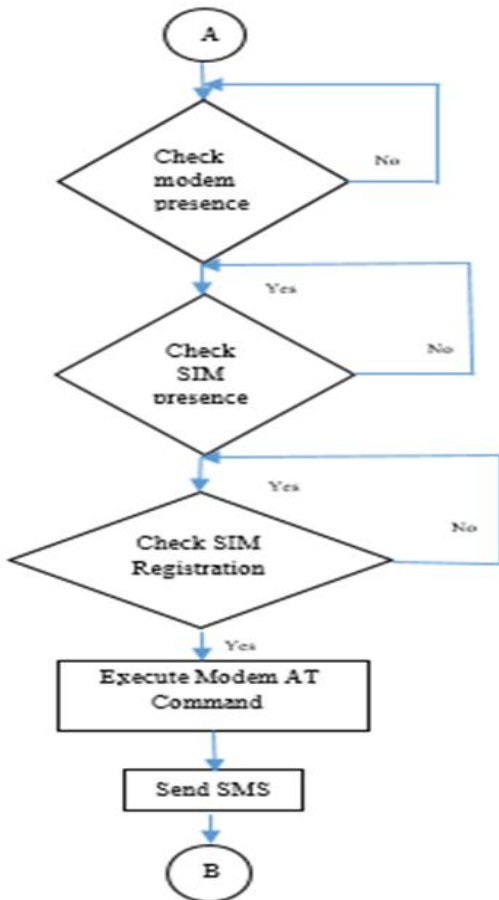 A
Check
modem
presence
No
Yes
Check
SIM
presence
No
Yes
Check SIM
Registration
No
Yes
Execute Modem AT
Command
Send SMS
B